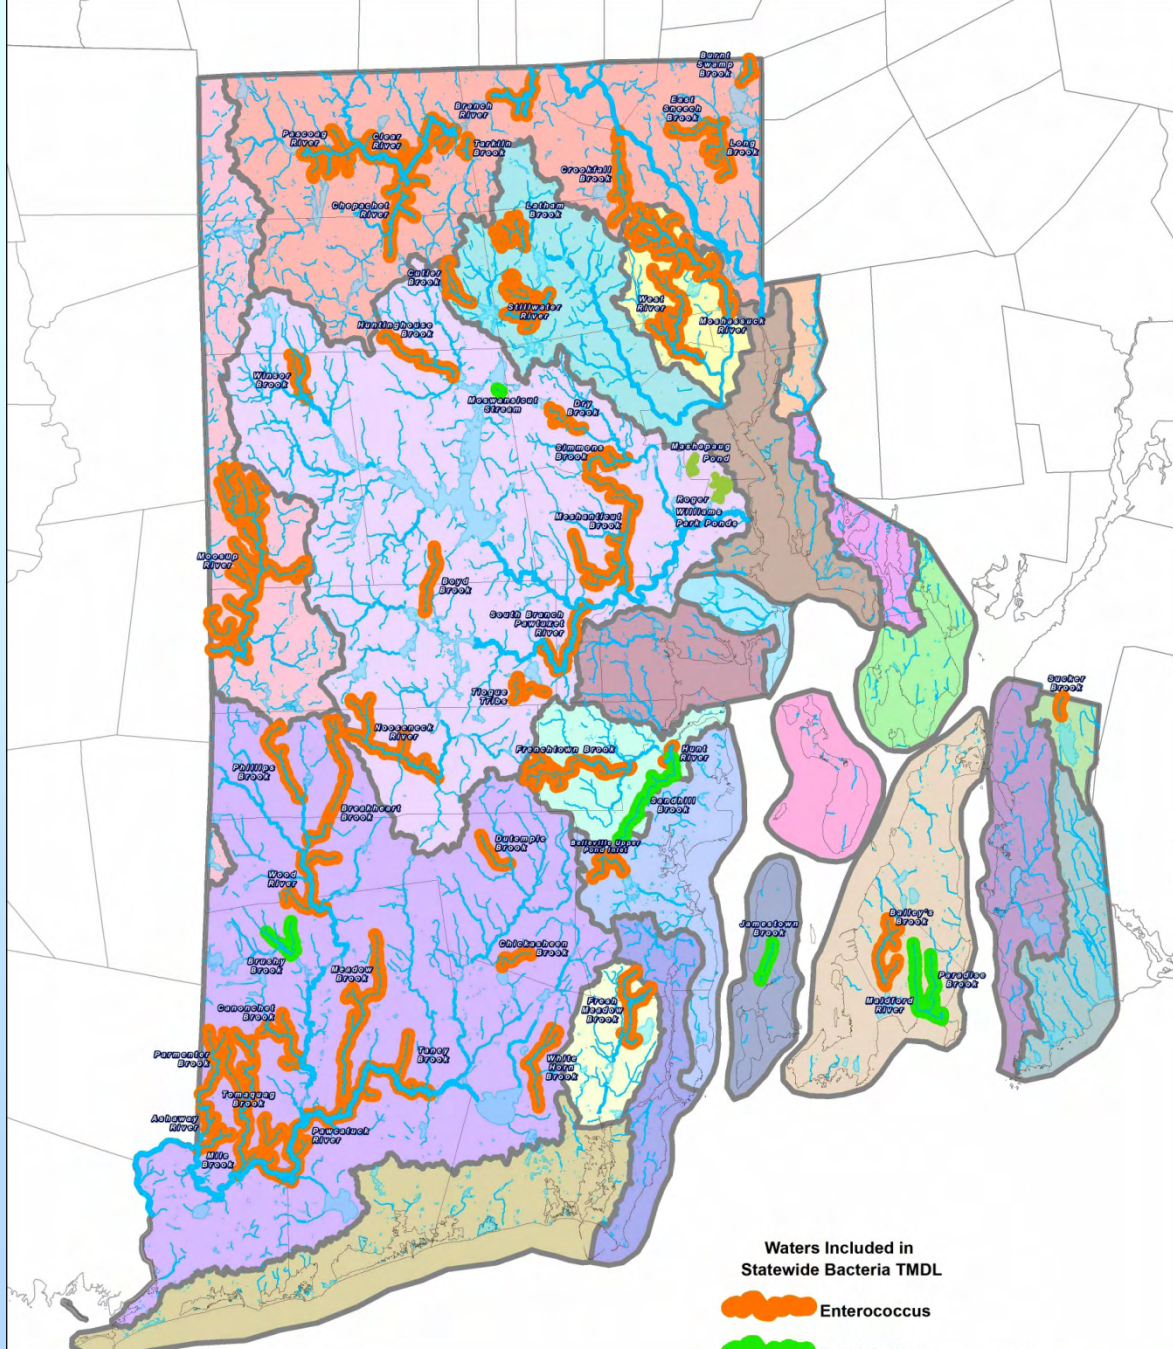 Burnt
Swamp
Brook
East
Sneech
Brook
Branch
River
Pascoag
River
Clear
River
Tarkiln
Brook
Long
Brook
Crookfall
Brook
Chepachet
River
Latham
Brook
Cutler
Brook
Stillwater
River
West
River
Moshassuck
River
Huntinghouse
Brook
Winsor
Brook
Moswansicut
Stream
Dry
Brook
Simmons
Brook
Mashapaug
Pond
Roger
Williams
Park Ponds
Meshanticut
Brook
Moosup
River
Boyd
Brook
South Branch
Pawtuxet
River
Tiogue
Tribs
Sucker
Brook
Nooseneck
River
Frenchtown Brook
Hunt
River
Phillips
Brook
Breakheart
Brook
Sandhill
Brook
Dutemple
Brook
Belleville Upper
Pond Inlet
Wood
River
Bailey's
Brook
Jamestown
Brook
Chickasheen
Brook
Brushy
Brook
Meadow
Brook
Paradise
Brook
Maidford
River
Fresh
Meadow
Brook
Canonchet
Brook
Parmenter
Brook
Taney
Brook
White
Horn
Brook
Tomaquag
Brook
Ashaway
River
Pawcatuck
River
Mile
Brook
Waters Included in
Statewide Bacteria TMDL
Enterococcus